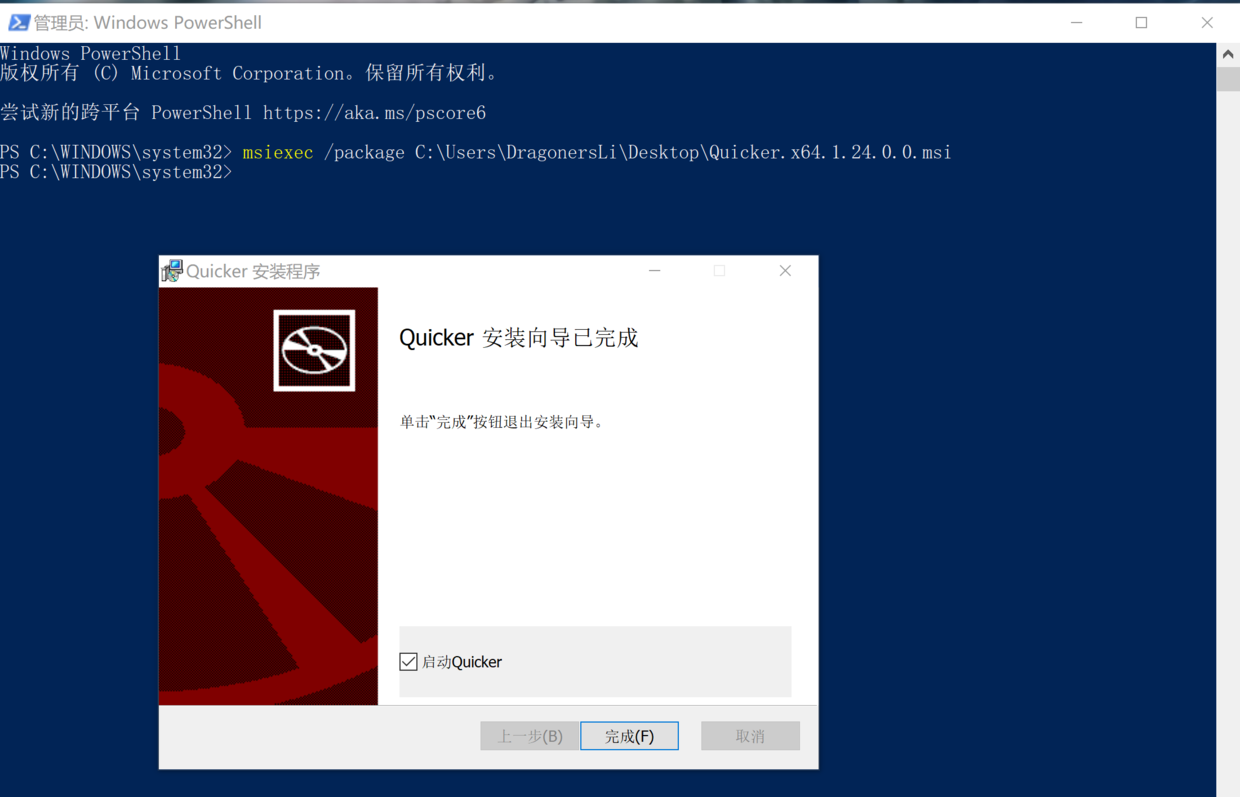 管理员: Windows PowerShell
Windows PowerShell
版权所有 (C) Microsoft Corporation。保留所有权利。
尝试新的跨平台 PowerShell https://aka.ms/pscore6
PS C:\WINDOWS\system32> msiexec /package C:\Users\DragonersLi\Desktop\Quicker.x64.1.24.0.0.msi
PS C:\WINDOWS\system32>
Quicker 安装程序
Quicker 安装向导已完成
单击“完成”按钮退出安装向导。
启动Quicker
上一步(B) 完成(F) 取消